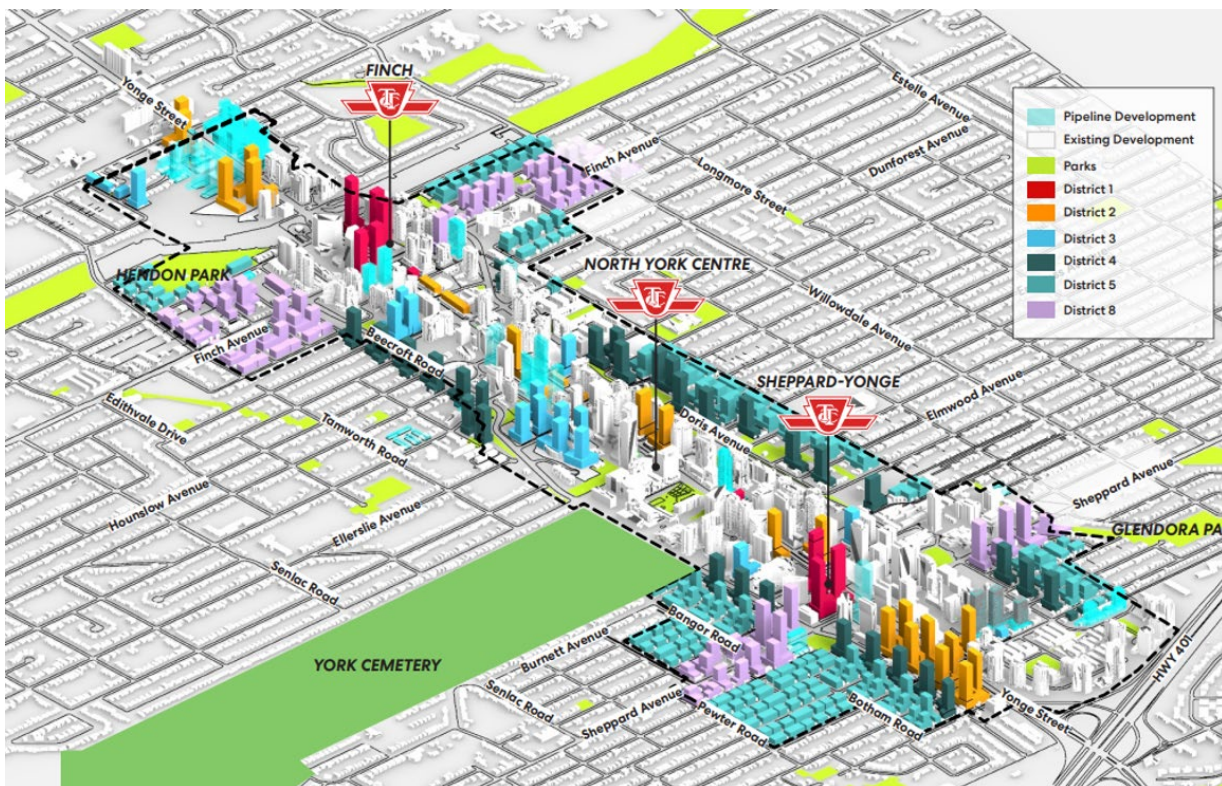 Yonge Street
FINCH
Estelle Avenue
Dunforest Avenue
Longmore Street
Finch Avenue
Pipeline Development
Existing Development
Parks
District 1
District 2
District 3
District 4
District 5
District 8
HENDON PARK
NORTH YORK CENTRE
Willowdale Avenue
Finch Avenue
Beecroft Road
SHEPPARD-YONGE
Elmwood Avenue
Edithvale Drive
Tamworth Road
Doris Avenue
Sheppard Avenue
Hounslow Avenue
Ellerslie Avenue
GLENDORA PA
Senlac Road
Bangor Road
YORK CEMETERY
Burnett Avenue
HWY 401
Senlac Road
Sheppard Avenue
Pewter Road
Botham Road
Yonge Street